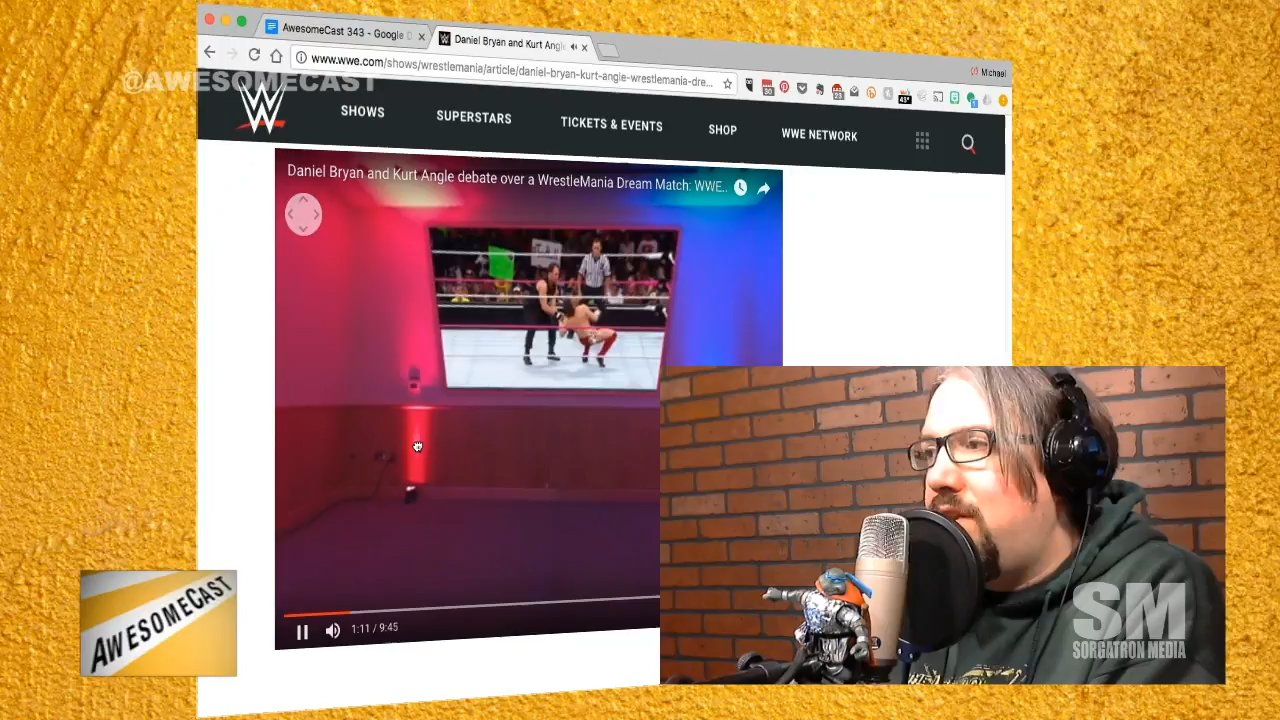 AwesomeCast 343 - Google D
Daniel Bryan and Kurt Angle
Michael
www.wwe.com/shows/wrestlemania/article/daniel-bryan-kurt-angle-wrestlemania-dre...
@AWESOMECAST
W
SHOWS
SUPERSTARS
TICKETS & EVENTS
SHOP
WWE NETWORK
Daniel Bryan and Kurt Angle debate over a WrestleMania Dream Match: WWE...
1:11 / 9:45
AWESOMECAST
SM
SORGATRON MEDIA